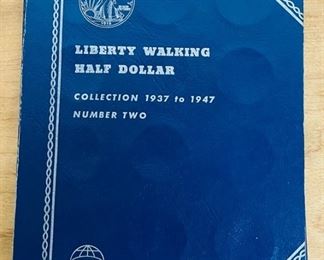 LIBERTY WALKING
HALF DOLLAR
COLLECTION 1937 to 1947
NUMBER TWO